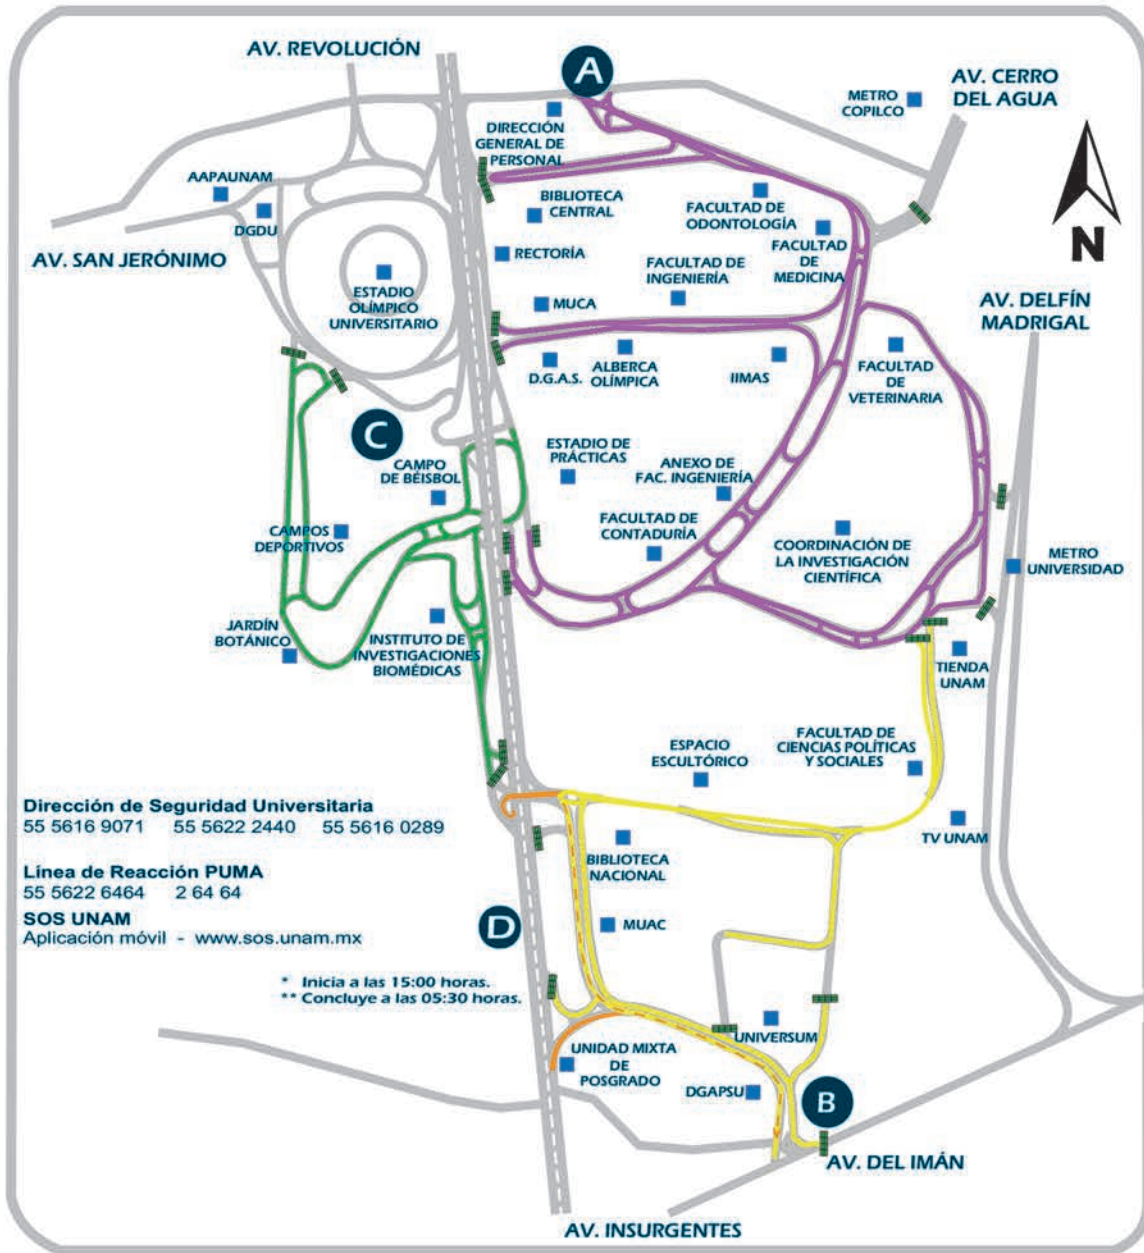 AV. REVOLUCIÓN
A
AV. CERRO
DEL AGUA
METRO
COPILCO
DIRECCIÓN
GENERAL DE
PERSONAL
AAPAUNAM
DGDU
BIBLIOTECA
CENTRAL
FACULTAD DE
ODONTOLOGÍA
FACULTAD
DE
MEDICINA
N
AV. SAN JERÓNIMO
RECTORÍA
FACULTAD DE
INGENIERÍA
ESTADIO
OLÍMPICO
UNIVERSITARIO
MUCA
AV. DELFÍN
MADRIGAL
D.G.A.S.
ALBERCA
OLÍMPICA
IIMAS
FACULTAD
DE
VETERINARIA
C
CAMPO
DE BÉISBOL
ESTADIO DE
PRÁCTICAS
ANEXO DE
FAC. INGENIERÍA
CAMPOS
DEPORTIVOS
FACULTAD DE
CONTADURÍA
COORDINACIÓN DE
LA INVESTIGACIÓN
CIENTÍFICA
METRO
UNIVERSIDAD
JARDÍN
BOTÁNICO
INSTITUTO DE
INVESTIGACIONES
BIOMÉDICAS
TIENDA
UNAM
ESPACIO
ESCULTÓRICO
FACULTAD DE
CIENCIAS POLÍTICAS
Y SOCIALES
Dirección de Seguridad Universitaria
55 5616 9071 55 5622 2440 55 5616 0289
TV UNAM
BIBLIOTECA
NACIONAL
Línea de Reacción PUMA
55 5622 6464 2 64 64
SOS UNAM
Aplicación móvil - www.sos.unam.mx
D
MUAC
* Inicia a las 15:00 horas.
** Concluye a las 05:30 horas.
UNIVERSUM
UNIDAD MIXTA
DE
POSGRADO
DGAPSU
B
AV. DEL IMÁN
AV. INSURGENTES